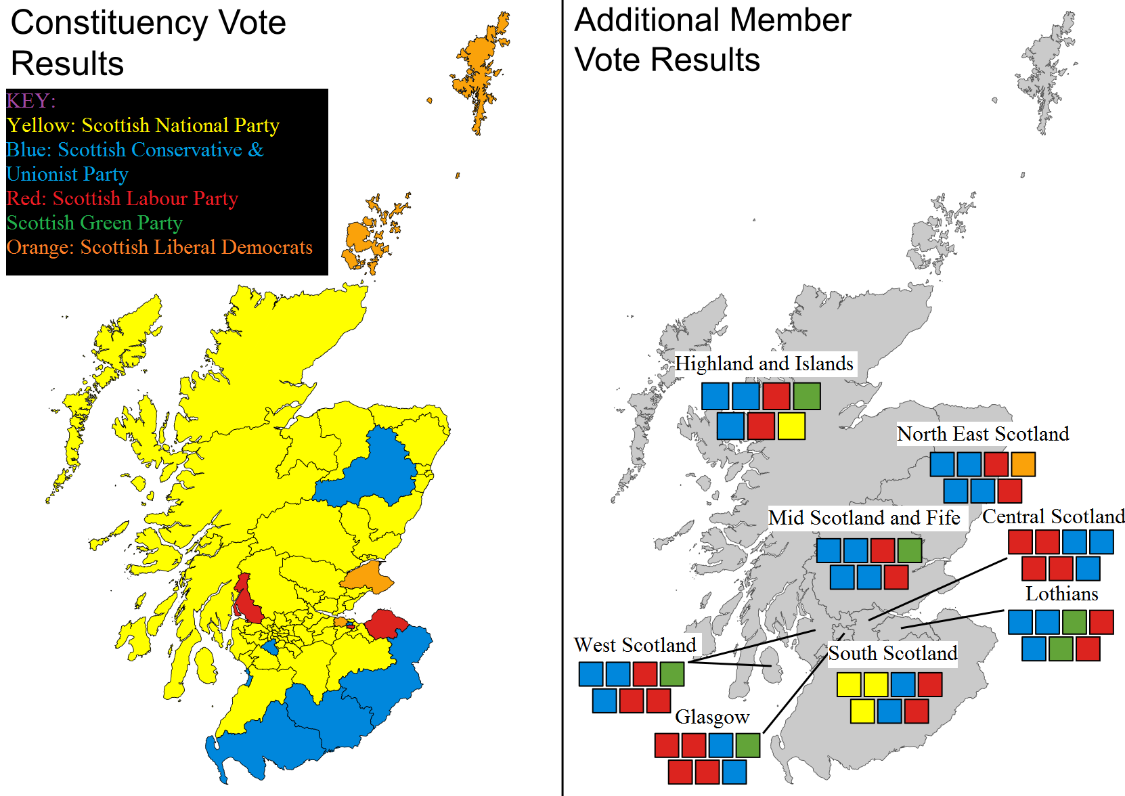 Constituency Vote
Results
KEY:
Yellow: Scottish National Party
Blue: Scottish Conservative &
Unionist Party
Red: Scottish Labour Party
Scottish Green Party
Orange: Scottish Liberal Democrats
Additional Member
Vote Results
Highland and Islands
North East Scotland
Mid Scotland and Fife
Central Scotland
Lothians
West Scotland
South Scotland
Glasgow